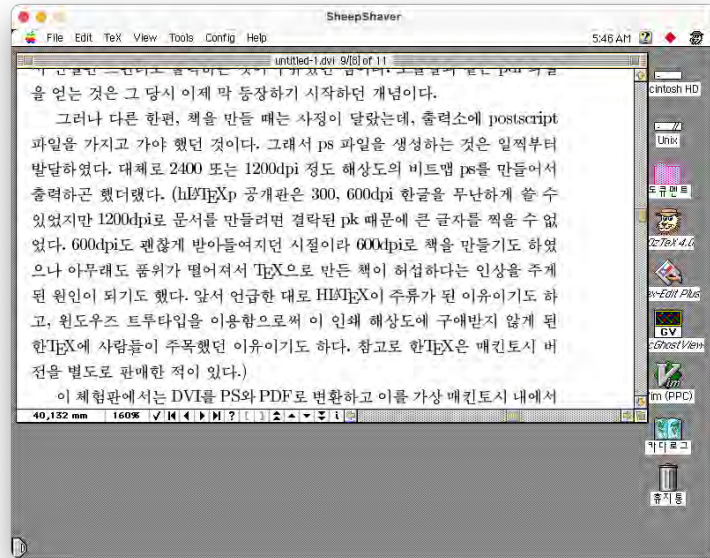 SheepShaver
File Edit TeX View Tools Config Help 5:46 AM
untitled-1.dvi 9/[8] of 11
을 얻는 것은 그 당시 이제 막 등장하기 시작하던 개념이다.
그러나 다른 한편, 책을 만들 때는 사정이 달랐는데, 출력소에 postscript
파일을 가지고 가야 했던 것이다. 그래서 ps 파일을 생성하는 것은 일찍부터
발달하였다. 대체로 2400 또는 1200dpi 정도 해상도의 비트맵 ps를 만들어서
출력하곤 했더랬다. (hLATEXp 공개판은 300, 600dpi 한글을 무난하게 쓸 수
있었지만 1200dpi로 문서를 만들려면 결락된 pk 때문에 큰 글자를 찍을 수 없
었다. 600dpi도 괜찮게 받아들여지던 시절이라 600dpi로 책을 만들기도 하였
으나 아무래도 품위가 떨어져서 TEX으로 만든 책이 허섭하다는 인상을 주게
된 원인이 되기도 했다. 앞서 언급한 대로 HLATEX이 주류가 된 이유이기도 하
고, 윈도우즈 트루타입을 이용함으로써 이 인쇄 해상도에 구애받지 않게 된
한TEX에 사람들이 주목했던 이유이기도 하다. 참고로 한TEX은 매킨토시 버
전을 별도로 판매한 적이 있다.)
이 체험판에서는 DVI를 PS와 PDF로 변환하고 이를 가상 매킨토시 내에서
40,132 mm 160%
cintosh HD
Unix
도큐멘트
OzTeX 4.0
ex-Edit Plus
GV
cGhostView
Vim
Vim (PPC)
카다로그
휴지통